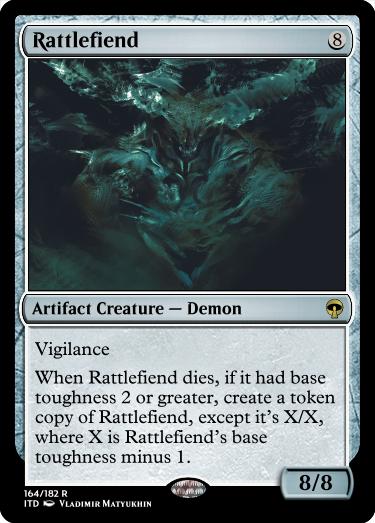 Rattlefiend 8
Artifact Creature — Demon
Vigilance
When Rattlefiend dies, if it had base
toughness 2 or greater, create a token
copy of Rattlefiend, except it's X/X,
where X is Rattlefiend's base
toughness minus 1.
8/8
164/182 R
ITD Vladimir Matyukhin